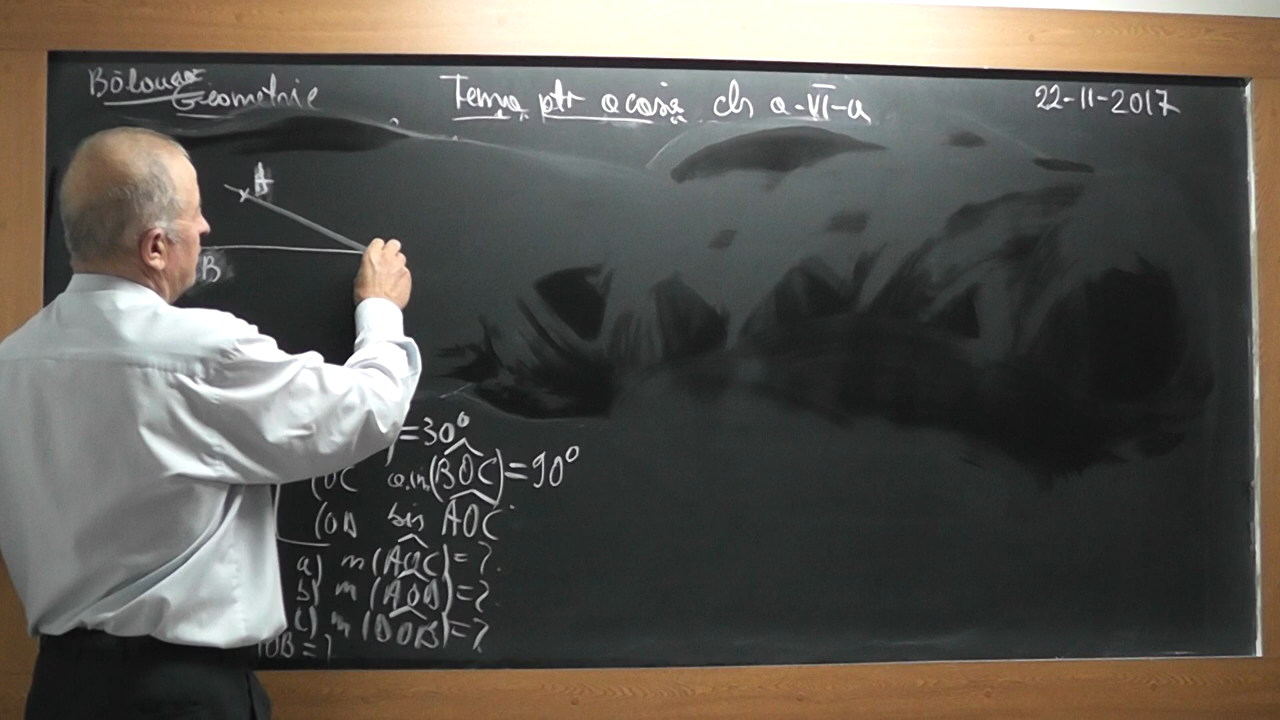 Geometrie
Tema ptr acasă cls a-VI-a
22-11-2017
A
B
=30°
(OC a.î. m(BOC)=90°
(OD bis AOC
a) m(AOC)=?
b) m(AOD)=?
c) m(DOB)=?
OB=?